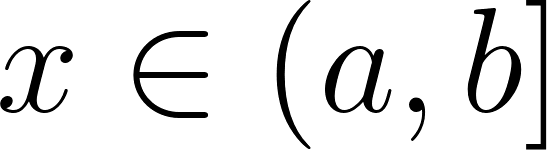 x ∈ (a, b]